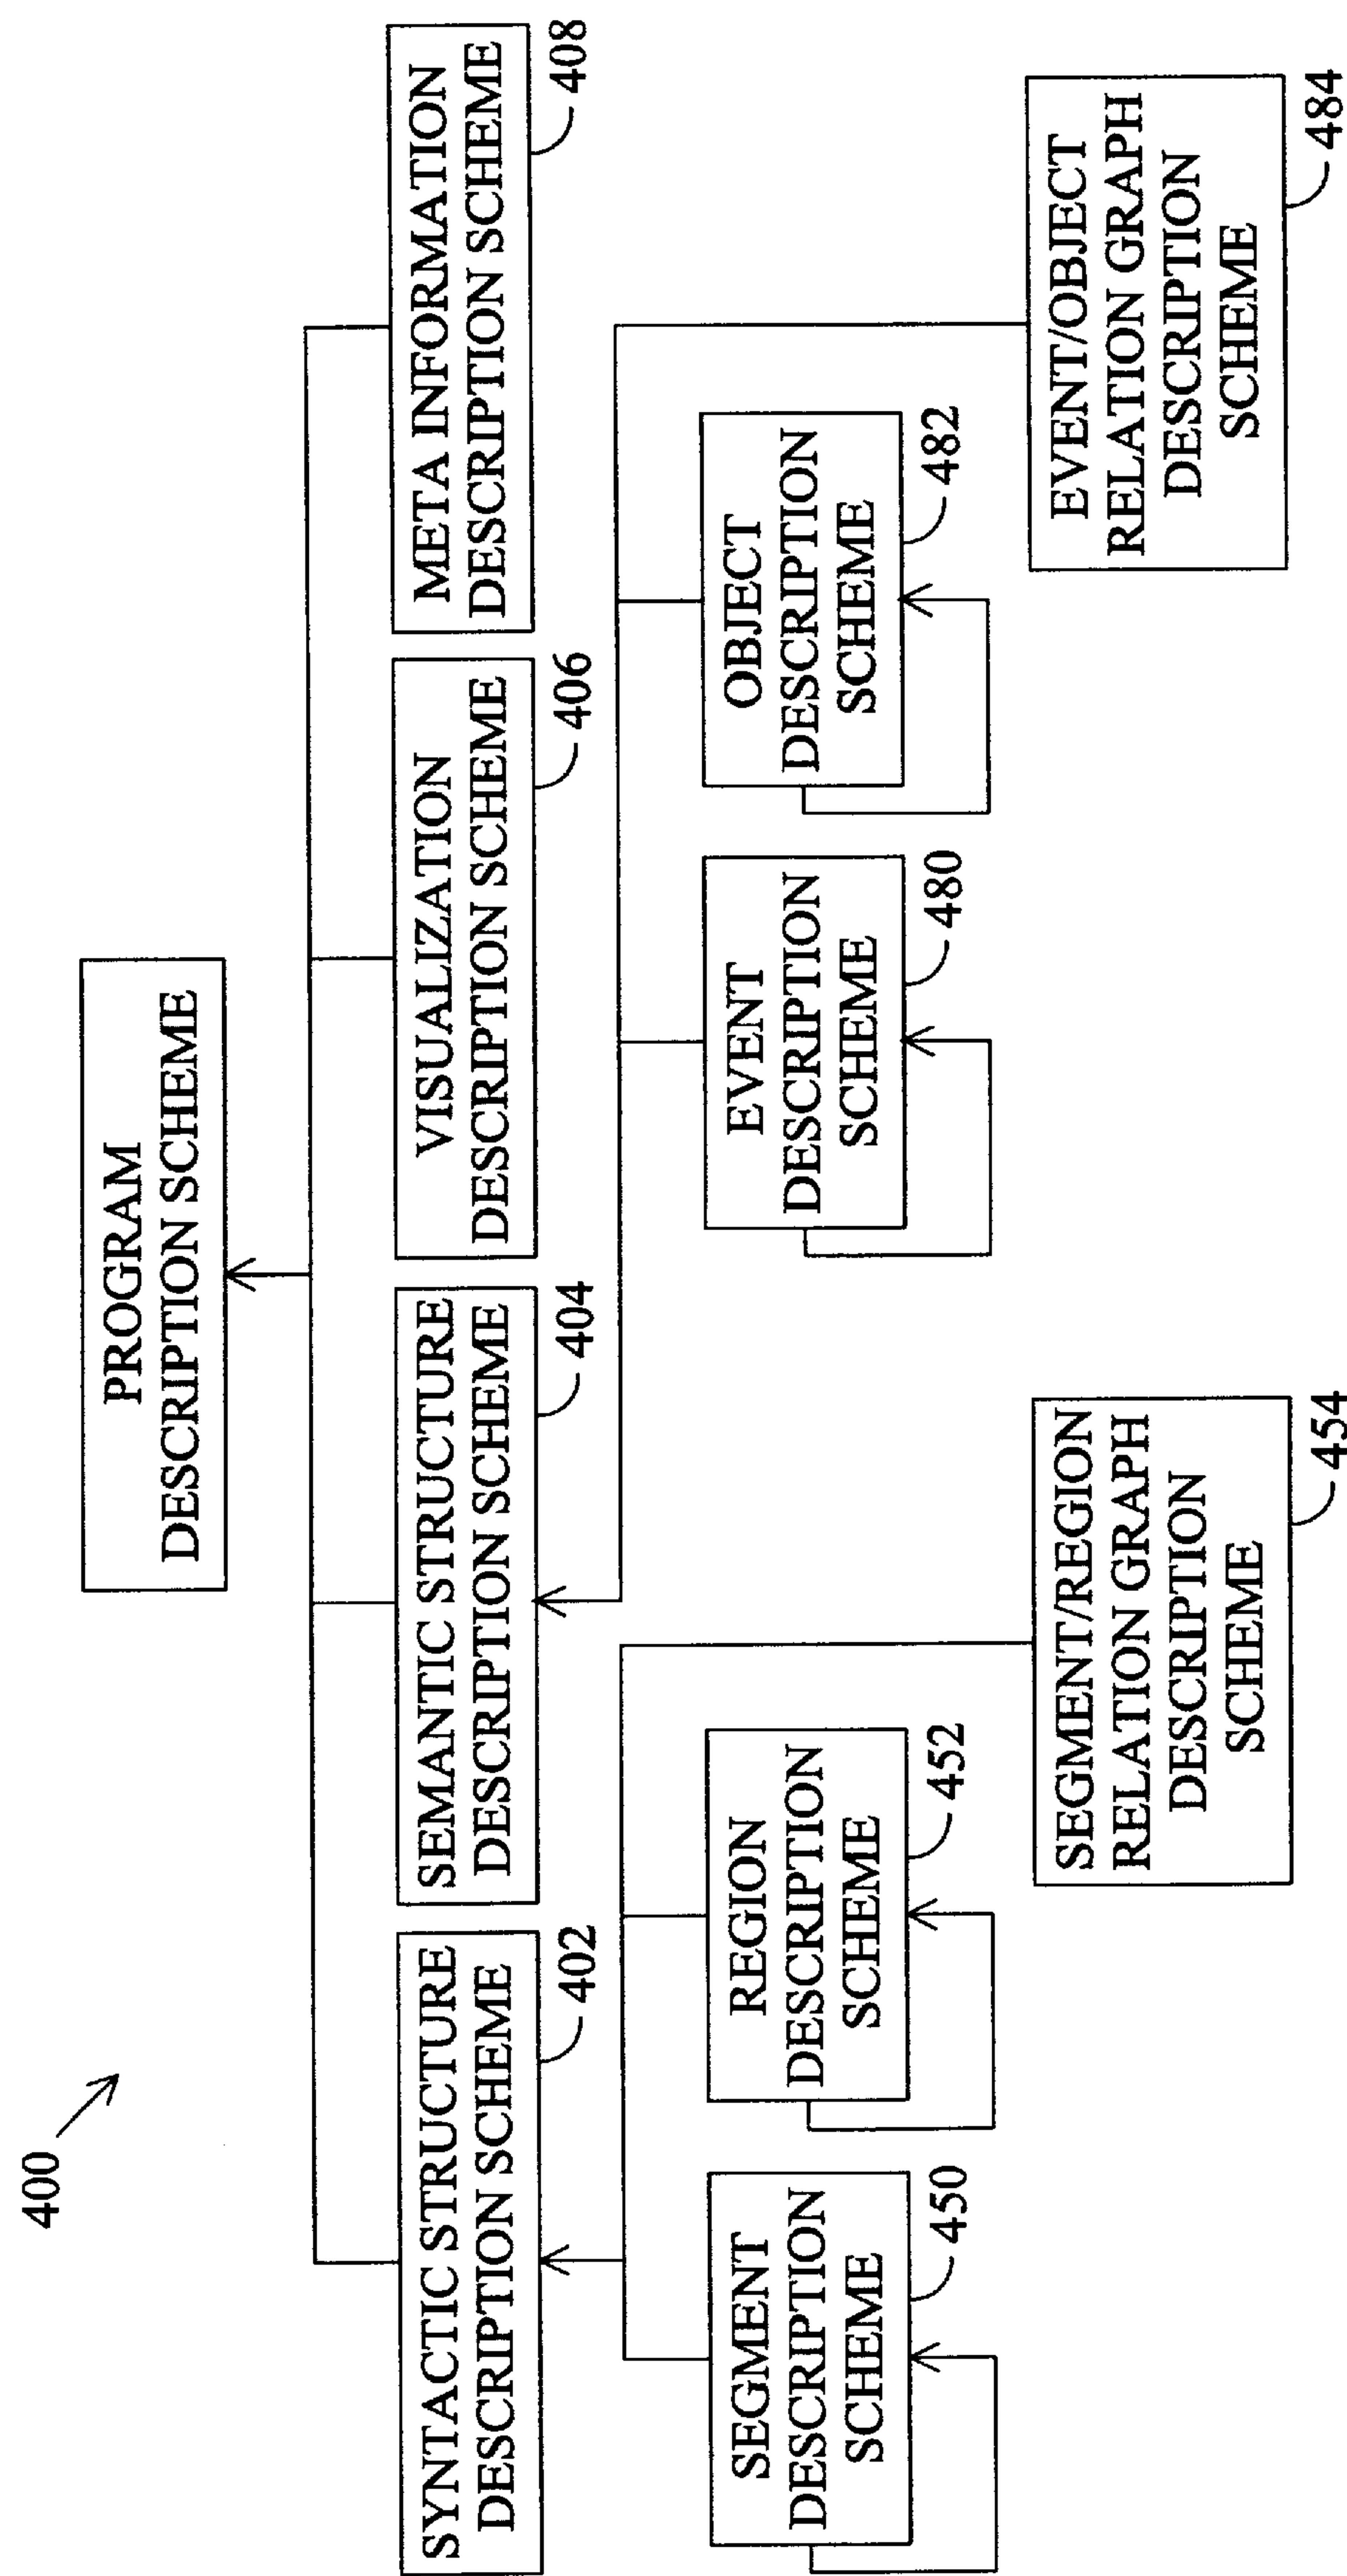 400
PROGRAM
DESCRIPTION SCHEME
SYNTACTIC STRUCTURE
DESCRIPTION SCHEME
402
SEMANTIC STRUCTURE
DESCRIPTION SCHEME
404
VISUALIZATION
DESCRIPTION SCHEME
406
META INFORMATION
DESCRIPTION SCHEME
408
SEGMENT
DESCRIPTION
SCHEME
450
REGION
DESCRIPTION
SCHEME
452
EVENT
DESCRIPTION
SCHEME
480
OBJECT
DESCRIPTION
SCHEME
482
SEGMENT/REGION
RELATION GRAPH
DESCRIPTION
SCHEME
454
EVENT/OBJECT
RELATION GRAPH
DESCRIPTION
SCHEME
484